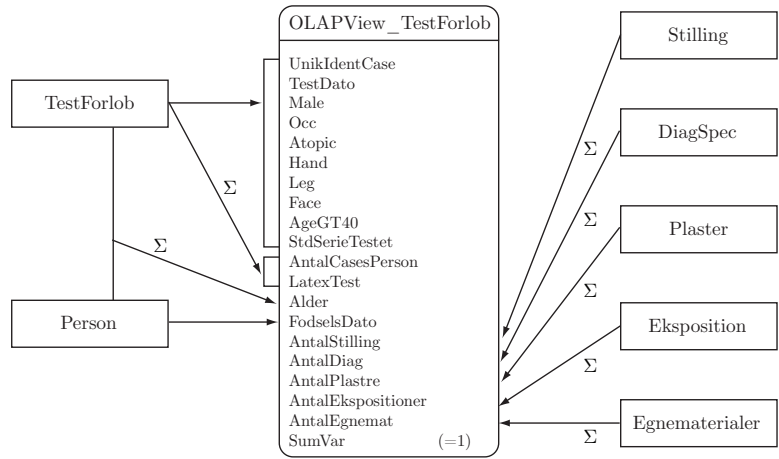 OLAPView_TestForlob
UnikIdentCase
TestDato
Male
Occ
Atopic
Hand
Leg
Face
AgeGT40
StdSerieTestet
AntalCasesPerson
LatexTest
Alder
FodselsDato
AntalStilling
AntalDiag
AntalPlastre
AntalEkspositioner
AntalEgnemat
SumVar (=1)
TestForlob
Person
Σ
Σ
Stilling
DiagSpec
Plaster
Eksposition
Egnematerialer
Σ
Σ
Σ
Σ
Σ